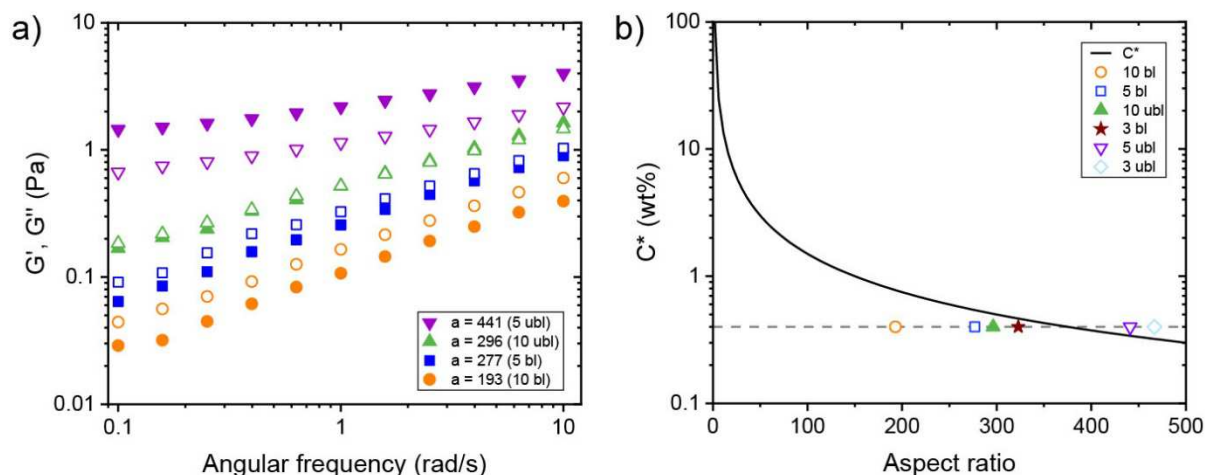 a)
G', G'' (Pa)
10
1
0.1
0.01
0.1
1
10
Angular frequency (rad/s)
a = 441 (5 ubl)
a = 296 (10 ubl)
a = 277 (5 bl)
a = 193 (10 bl)
b)
C* (wt%)
100
10
1
0.1
0
100
200
300
400
500
Aspect ratio
C*
10 bl
5 bl
10 ubl
3 bl
5 ubl
3 ubl